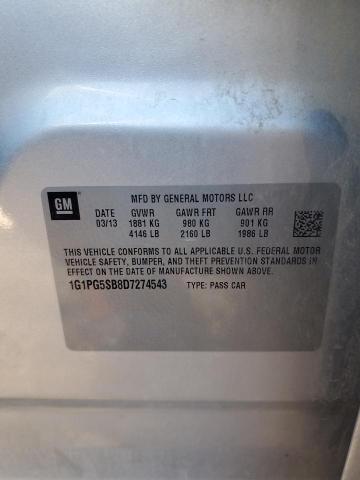 GM MFD BY GENERAL MOTORS LLC
DATE GVWR GAWR FRT GAWR RR
03/13 1881 KG 980 KG 901 KG
4146 LB 2160 LB 1986 LB
THIS VEHICLE CONFORMS TO ALL APPLICABLE U.S. FEDERAL MOTOR
VEHICLE SAFETY, BUMPER, AND THEFT PREVENTION STANDARDS IN
EFFECT ON THE DATE OF MANUFACTURE SHOWN ABOVE.
1G1PG5SB8D7274543 TYPE: PASS CAR